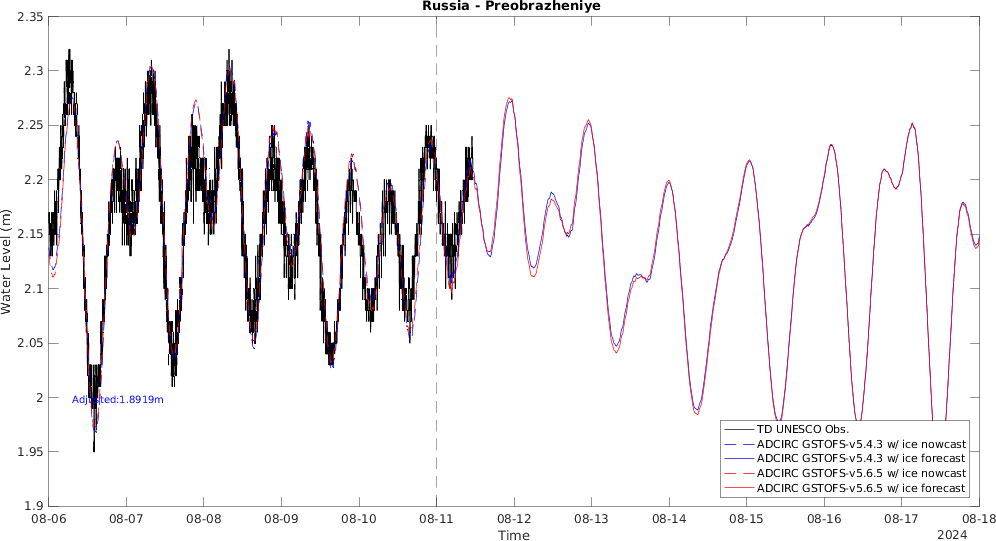 Russia - Preobrazheniye
2.35
2.3
2.25
2.2
2.15
2.1
2.05
2
1.95
1.9
Water Level (m)
Adjusted:1.8919m
TD UNESCO Obs.
ADCIRC GSTOFS-v5.4.3 w/ ice nowcast
ADCIRC GSTOFS-v5.4.3 w/ ice forecast
ADCIRC GSTOFS-v5.6.5 w/ ice nowcast
ADCIRC GSTOFS-v5.6.5 w/ ice forecast
08-06 08-07 08-08 08-09 08-10 08-11 08-12 08-13 08-14 08-15 08-16 08-17 08-18
Time
2024